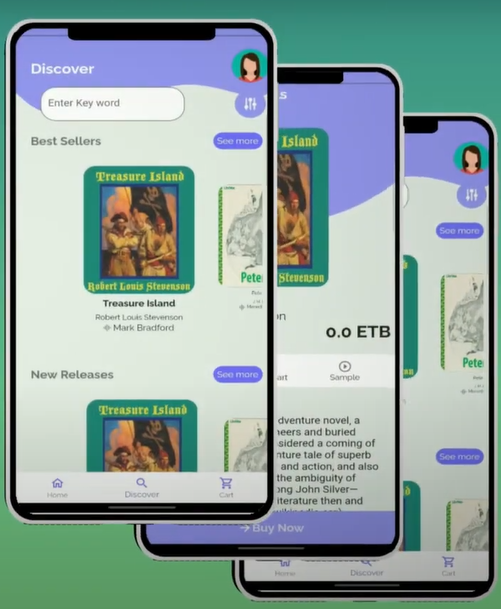 Discover
Enter Key word
Best Sellers
See more
Treasure Island
Robert Louis Stevenson
Pete
Treasure Island
Robert Louis Stevenson
Mark Bradford
New Releases
See more
Treasure Island
Home
Discover
Cart
s
Island
Stevenson
on
0.0 ETB
art
Sample
dventure novel, a
neers and buried
sidered a coming of
nture tale of superb
and action, and also
the ambiguity of
ong John Silver—
iterature then and
Buy Now
See more
Pete
See more
Home
Discover
Cart